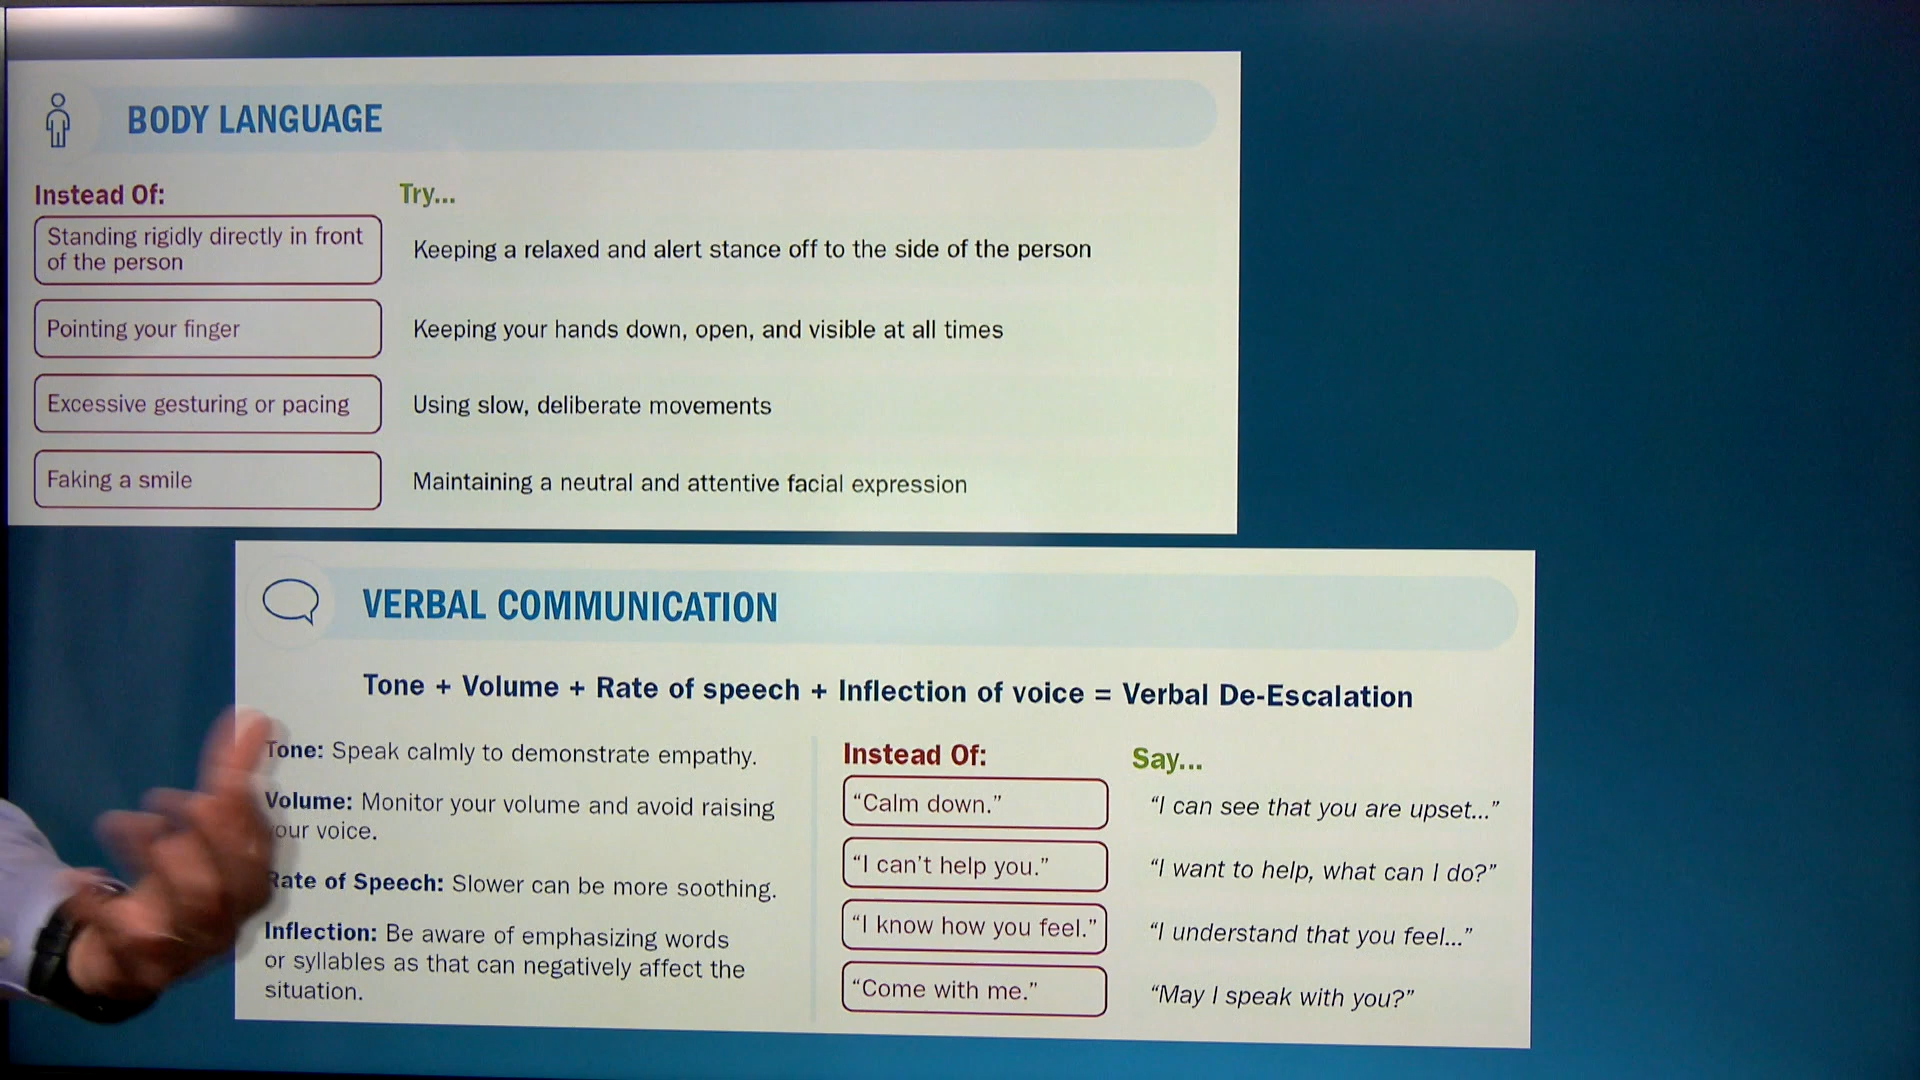 BODY LANGUAGE
Instead Of:
Try...
Standing rigidly directly in front
of the person
Keeping a relaxed and alert stance off to the side of the person
Pointing your finger
Keeping your hands down, open, and visible at all times
Excessive gesturing or pacing
Using slow, deliberate movements
Faking a smile
Maintaining a neutral and attentive facial expression
VERBAL COMMUNICATION
Tone + Volume + Rate of speech + Inflection of voice = Verbal De-Escalation
Tone: Speak calmly to demonstrate empathy.
Volume: Monitor your volume and avoid raising
your voice.
Rate of Speech: Slower can be more soothing.
Inflection: Be aware of emphasizing words
or syllables as that can negatively affect the
situation.
Instead Of:
Say...
“Calm down.”
“I can see that you are upset...”
“I can't help you.”
“I want to help, what can I do?”
“I know how you feel.”
“I understand that you feel...”
“Come with me.”
“May I speak with you?”